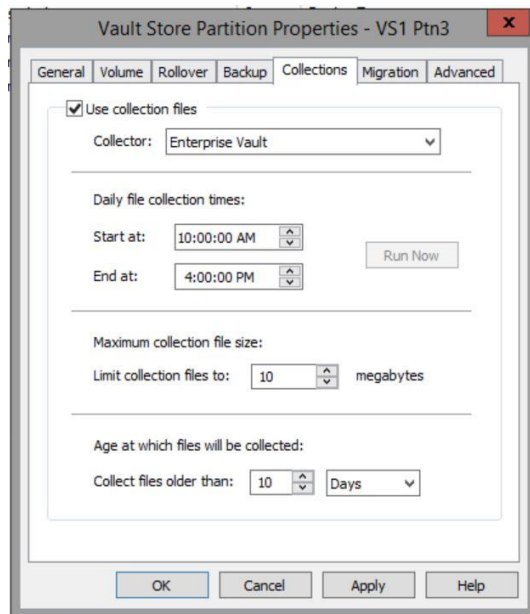 Vault Store Partition Properties - VS1 Ptn3
x
General Volume Rollover Backup Collections Migration Advanced
Use collection files
Collector: Enterprise Vault
Daily file collection times:
Start at: 10:00:00 AM
Run Now
End at: 4:00:00 PM
Maximum collection file size:
Limit collection files to: 10 megabytes
Age at which files will be collected:
Collect files older than: 10 Days
OK Cancel Apply Help